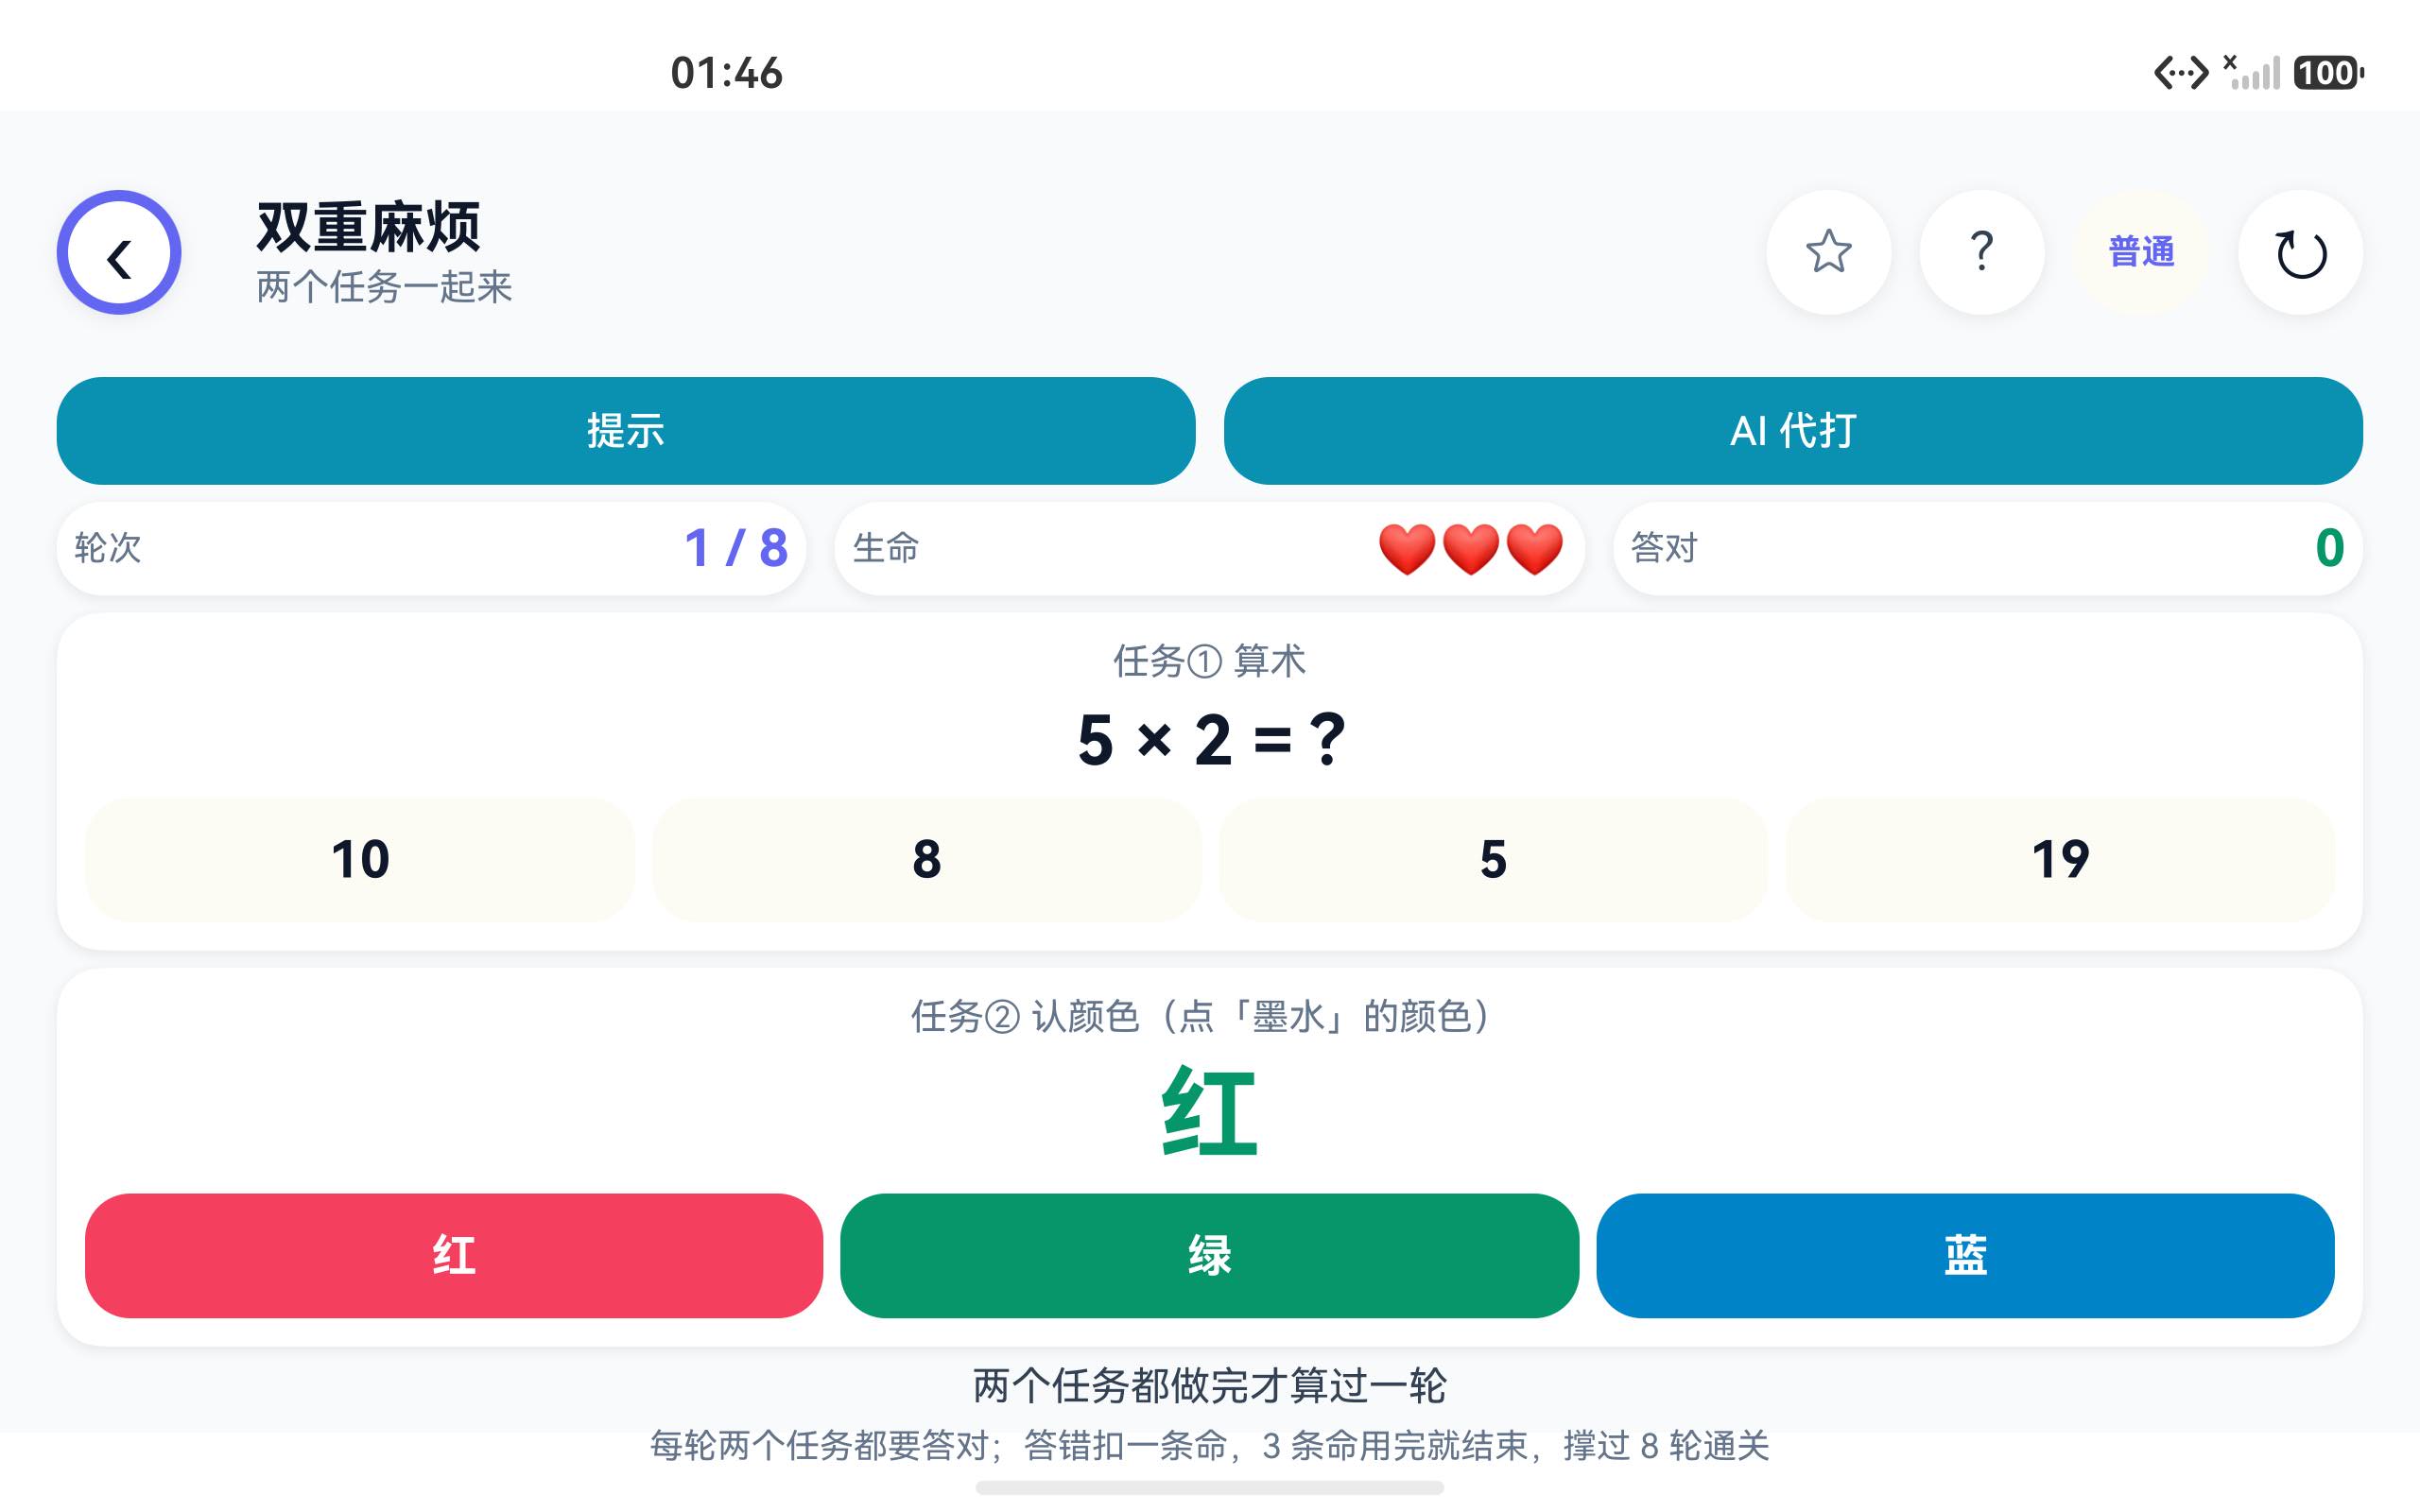 01:46
100
双重麻烦
两个任务一起来
?
普通
提示
AI 代打
轮次
1 / 8
生命
答对
0
任务① 算术
5 × 2 = ?
10
8
5
19
任务② 认颜色（点「墨水」的颜色）
红
红
绿
蓝
两个任务都做完才算过一轮
每轮两个任务都要答对；答错扣一条命，3 条命用完就结束，撑过 8 轮通关